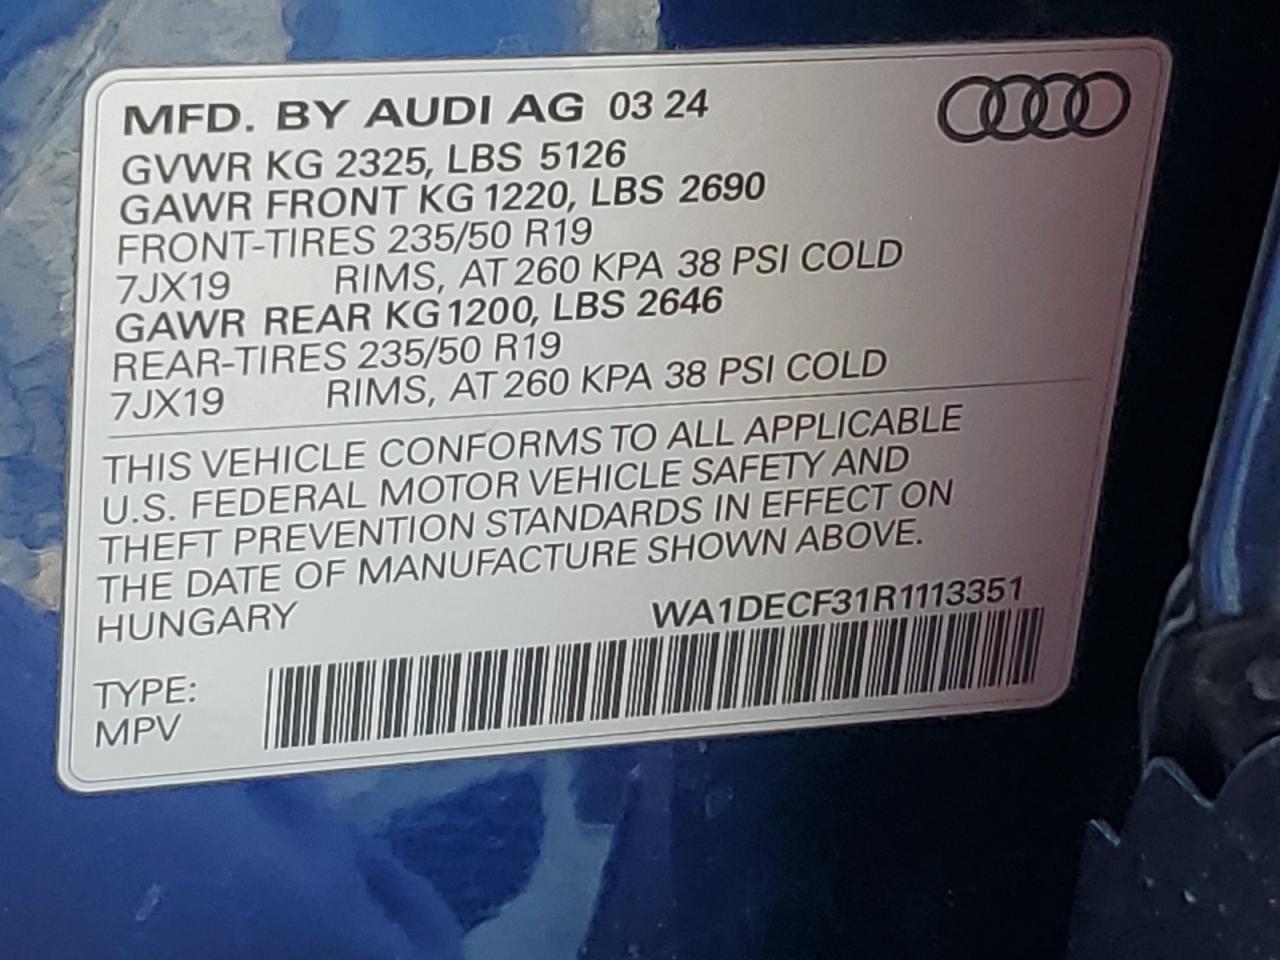 MFD. BY AUDI AG 03 24
GVWR KG 2325, LBS 5126
GAWR FRONT KG 1220, LBS 2690
FRONT-TIRES 235/50 R19
7JX19 RIMS, AT 260 KPA 38 PSI COLD
GAWR REAR KG 1200, LBS 2646
REAR-TIRES 235/50 R19
7JX19 RIMS, AT 260 KPA 38 PSI COLD
THIS VEHICLE CONFORMS TO ALL APPLICABLE
U.S. FEDERAL MOTOR VEHICLE SAFETY AND
THEFT PREVENTION STANDARDS IN EFFECT ON
THE DATE OF MANUFACTURE SHOWN ABOVE.
HUNGARY WA1DECF31R1113351
TYPE:
MPV